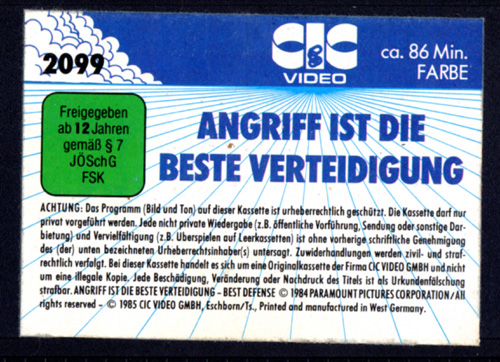 2099
CIC
VIDEO
ca. 86 Min.
FARBE
Freigegeben
ab 12 Jahren
gemäß § 7
JÖSchG
FSK
ANGRIFF IST DIE
BESTE VERTEIDIGUNG
ACHTUNG: Das Programm (Bild und Ton) auf dieser Kassette ist urheberrechtlich geschützt. Die Kassette darf nur
privat vorgeführt werden. Jede nicht private Wiedergabe (z.B. öffentliche Vorführung, Sendung oder sonstige Dar-
bietung) und Vervielfältigung (z.B. Überspielen auf Leerkassetten) ist ohne vorherige schriftliche Genehmigung
des (der) unten bezeichneten Urheberrechtsinhaber(s) untersagt. Zuwiderhandlungen werden zivil- und straf-
rechtlich verfolgt. Bei dieser Kassette handelt es sich um eine Originalkassette der Firma CIC VIDEO GMBH und nicht
um eine illegale Kopie. Jede Beschädigung, Veränderung oder Nachdruck des Titels ist als Urkundenfälschung
strafbar. ANGRIFF IST DIE BESTE VERTEIDIGUNG – BEST DEFENSE © 1984 PARAMOUNT PICTURES CORPORATION / All
rights reserved – © 1985 CIC VIDEO GMBH, Eschborn/Ts., Printed and manufactured in West Germany.